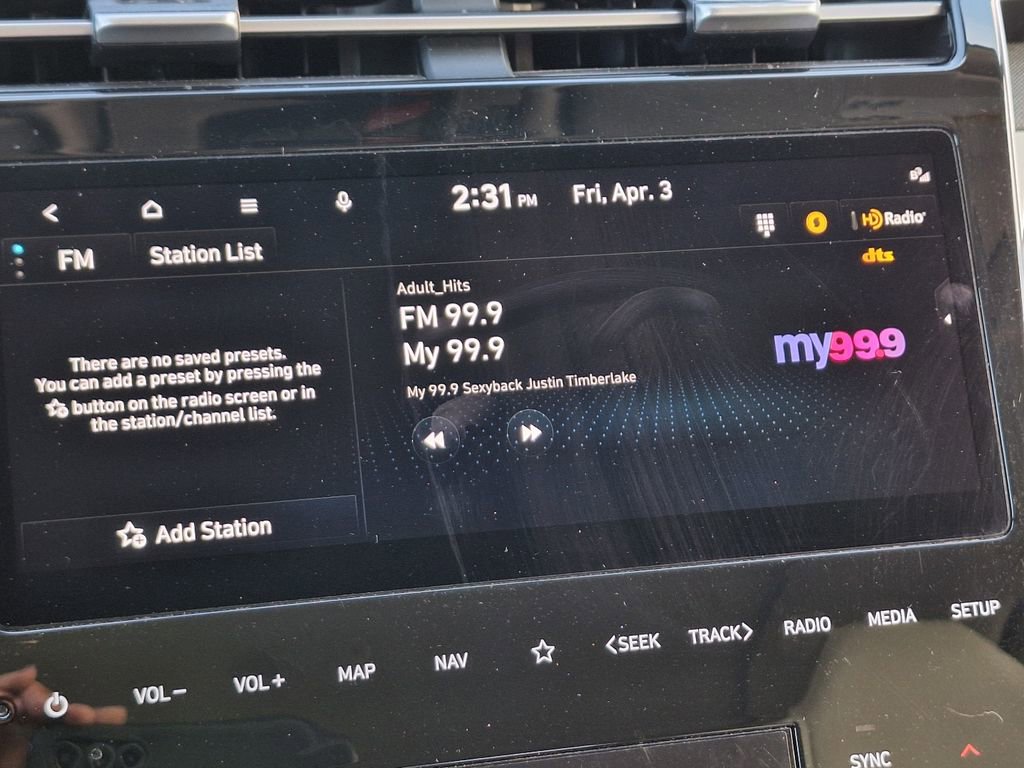 2:31 PM
Fri, Apr. 3
FM
Station List
HD Radio
dts
There are no saved presets.
You can add a preset by pressing the
button on the radio screen or in
the station/channel list.
Add Station
Adult_Hits
FM 99.9
My 99.9
My 99.9 Sexyback Justin Timberlake
my99.9
VOL-
VOL+
MAP
NAV
<SEEK
TRACK>
RADIO
MEDIA
SETUP
SYNC